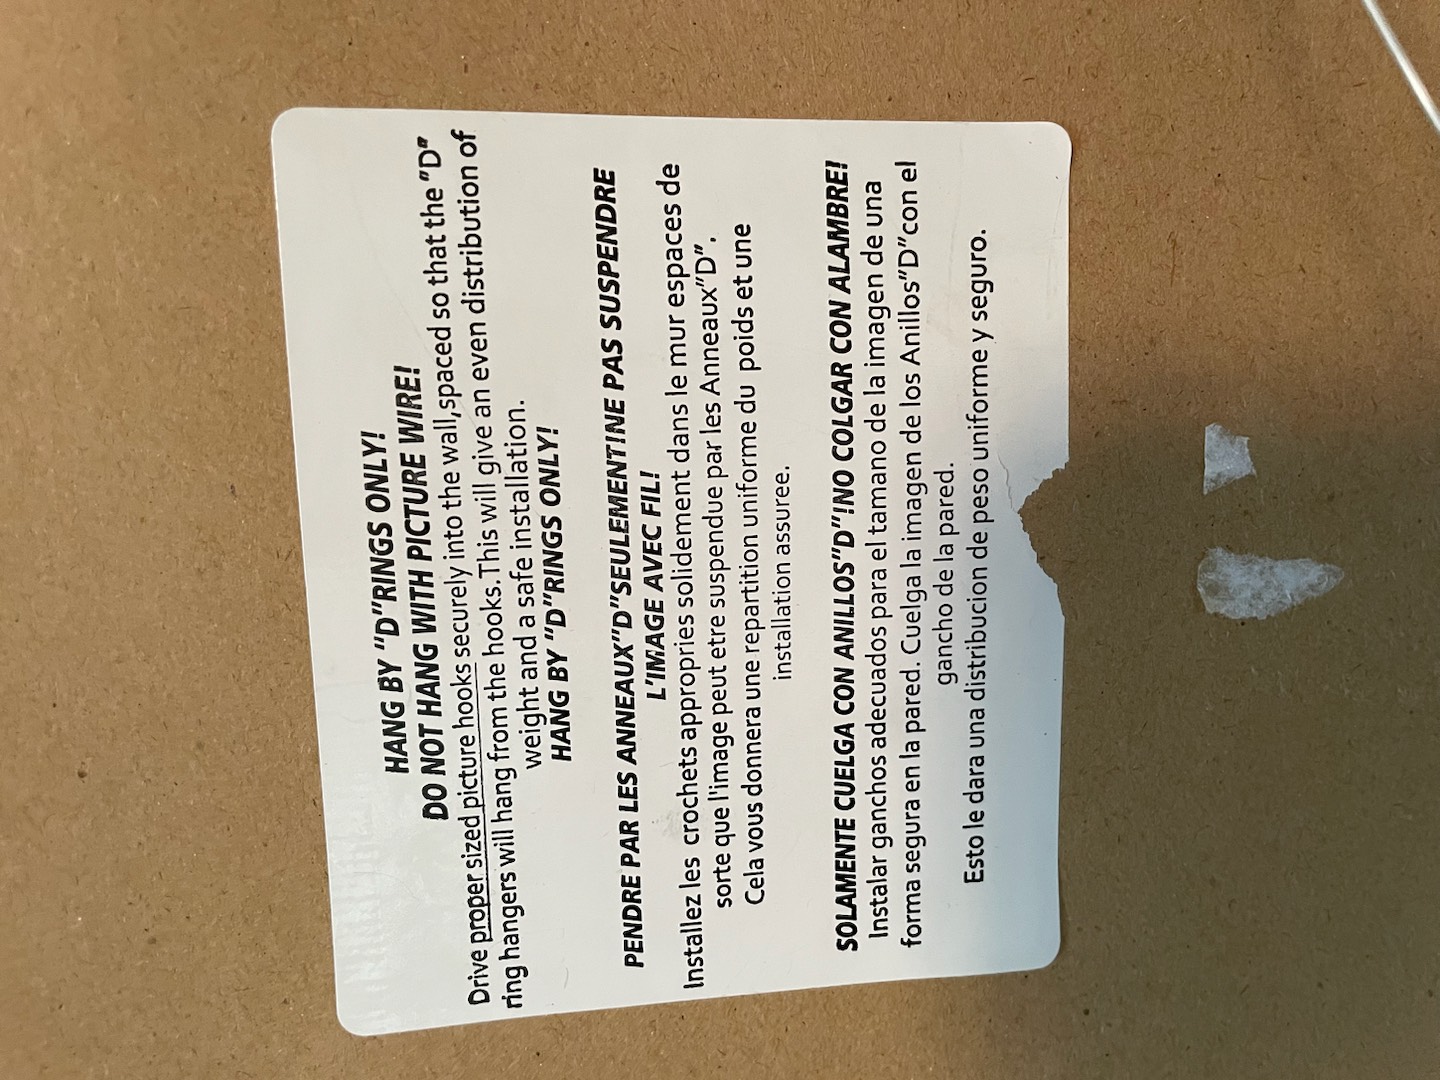 HANG BY "D"RINGS ONLY!
DO NOT HANG WITH PICTURE WIRE!
Drive proper sized picture hooks securely into the wall,spaced so that the "D"
ring hangers will hang from the hooks.This will give an even distribution of
weight and a safe installation.
HANG BY "D"RINGS ONLY!
PENDRE PAR LES ANNEAUX"D"SEULEMENT!NE PAS SUSPENDRE
L'IMAGE AVEC FIL!
Installez les crochets appropries solidement dans le mur espaces de
sorte que l'image peut etre suspendue par les Anneaux"D".
Cela vous donnera une repartition uniforme du poids et une
installation assuree.
SOLAMENTE CUELGA CON ANILLOS"D"!NO COLGAR CON ALAMBRE!
Instalar ganchos adecuados para el tamano de la imagen de una
forma segura en la pared. Cuelga la imagen de los Anillos"D"con el
gancho de la pared.
Esto le dara una distribucion de peso uniforme y seguro.